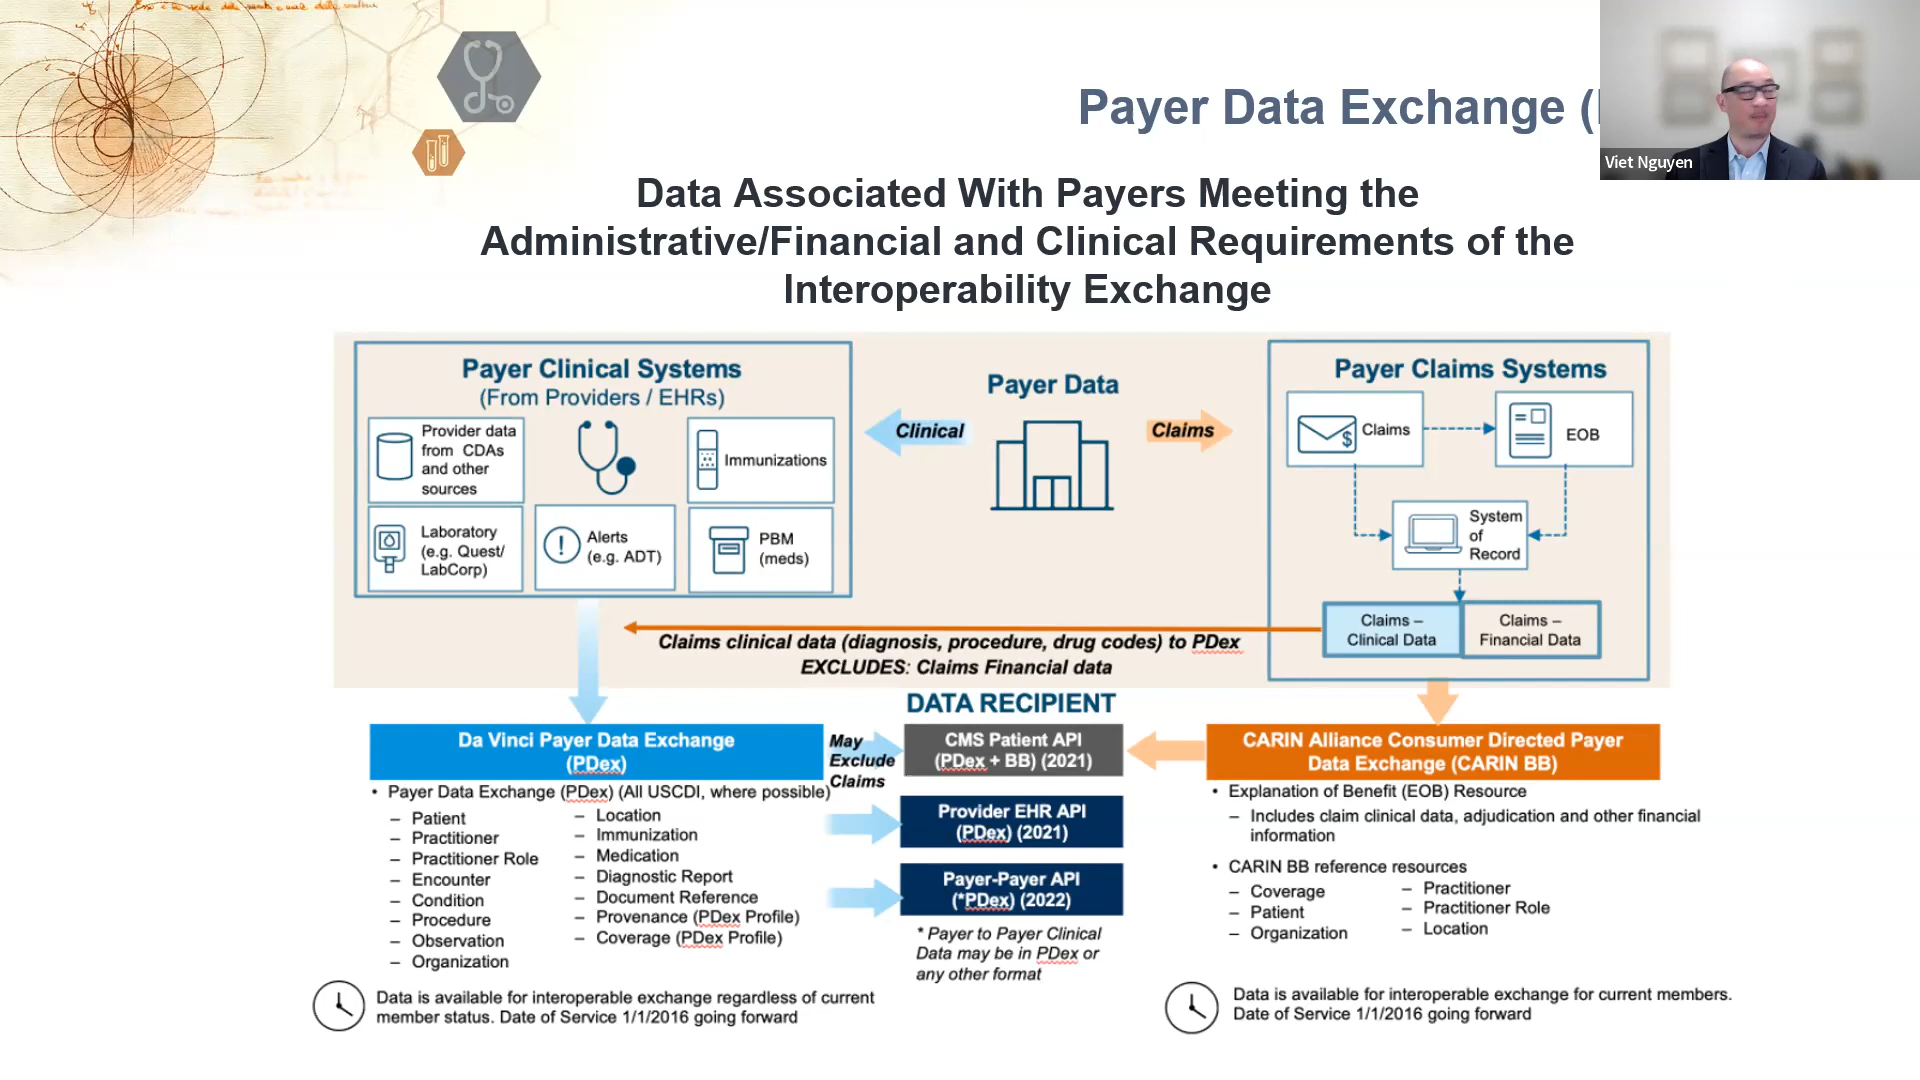 Payer Data Exchange (
Viet Nguyen
Data Associated With Payers Meeting the
Administrative/Financial and Clinical Requirements of the
Interoperability Exchange
Payer Clinical Systems
(From Providers / EHRs)
Provider data
from CDAs
and other
sources
Immunizations
Laboratory
(e.g. Quest/
LabCorp)
Alerts
(e.g. ADT)
PBM
(meds)
Payer Data
Clinical
Claims
Payer Claims Systems
Claims
EOB
System
of
Record
Claims –
Clinical Data
Claims –
Financial Data
Claims clinical data (diagnosis, procedure, drug codes) to PDex
EXCLUDES: Claims Financial data
DATA RECIPIENT
Da Vinci Payer Data Exchange
(PDex)
May
Exclude
Claims
CMS Patient API
(PDex + BB) (2021)
Provider EHR API
(PDex) (2021)
Payer-Payer API
(*PDex) (2022)
* Payer to Payer Clinical
Data may be in PDex or
any other format
CARIN Alliance Consumer Directed Payer
Data Exchange (CARIN BB)
• Payer Data Exchange (PDex) (All USCDI, where possible)
– Patient
– Practitioner
– Practitioner Role
– Encounter
– Condition
– Procedure
– Observation
– Organization
– Location
– Immunization
– Medication
– Diagnostic Report
– Document Reference
– Provenance (PDex Profile)
– Coverage (PDex Profile)
• Explanation of Benefit (EOB) Resource
– Includes claim clinical data, adjudication and other financial
information
• CARIN BB reference resources
– Coverage
– Patient
– Organization
– Practitioner
– Practitioner Role
– Location
Data is available for interoperable exchange regardless of current
member status. Date of Service 1/1/2016 going forward
Data is available for interoperable exchange for current members.
Date of Service 1/1/2016 going forward